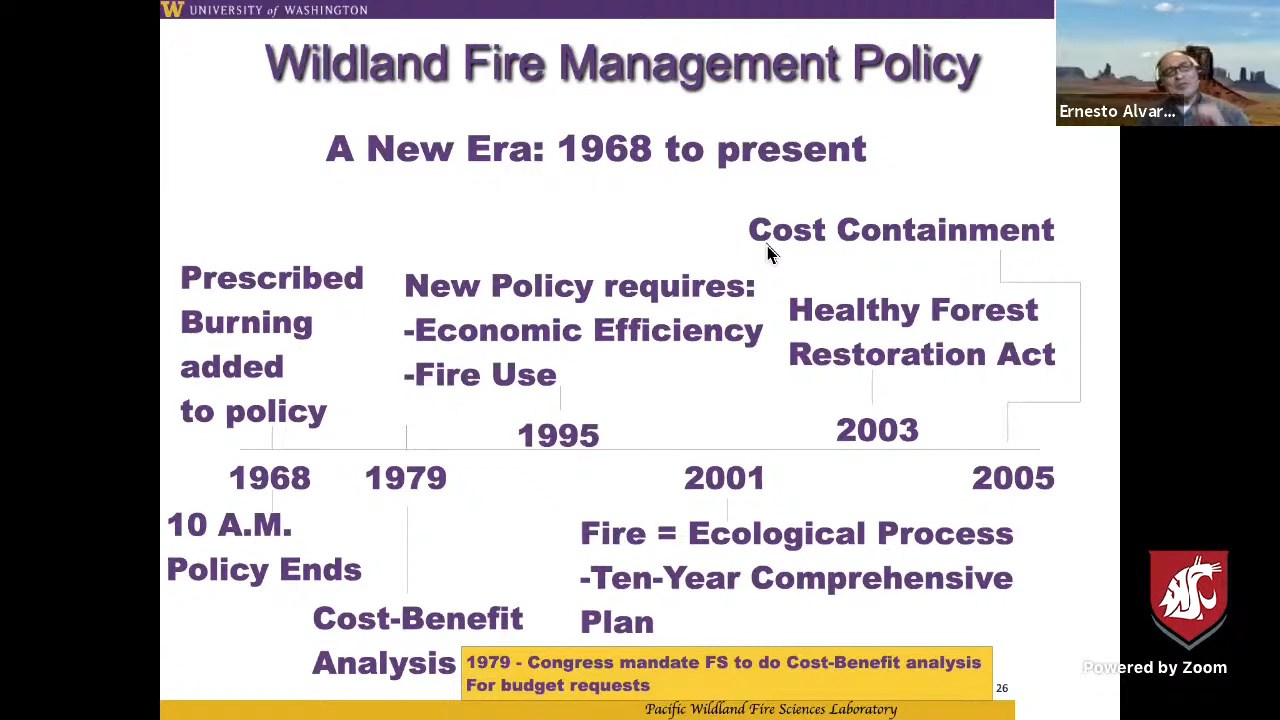 W UNIVERSITY of WASHINGTON
Wildland Fire Management Policy
Ernesto Alvar...
A New Era: 1968 to present
Cost Containment
Prescribed
Burning
added
to policy
New Policy requires:
-Economic Efficiency
-Fire Use
Healthy Forest
Restoration Act
1995
2003
1968
1979
2001
2005
10 A.M.
Policy Ends
Fire = Ecological Process
-Ten-Year Comprehensive
Plan
Cost-Benefit
Analysis
1979 - Congress mandate FS to do Cost-Benefit analysis
For budget requests
26
Pacific Wildland Fire Sciences Laboratory
Powered by Zoom